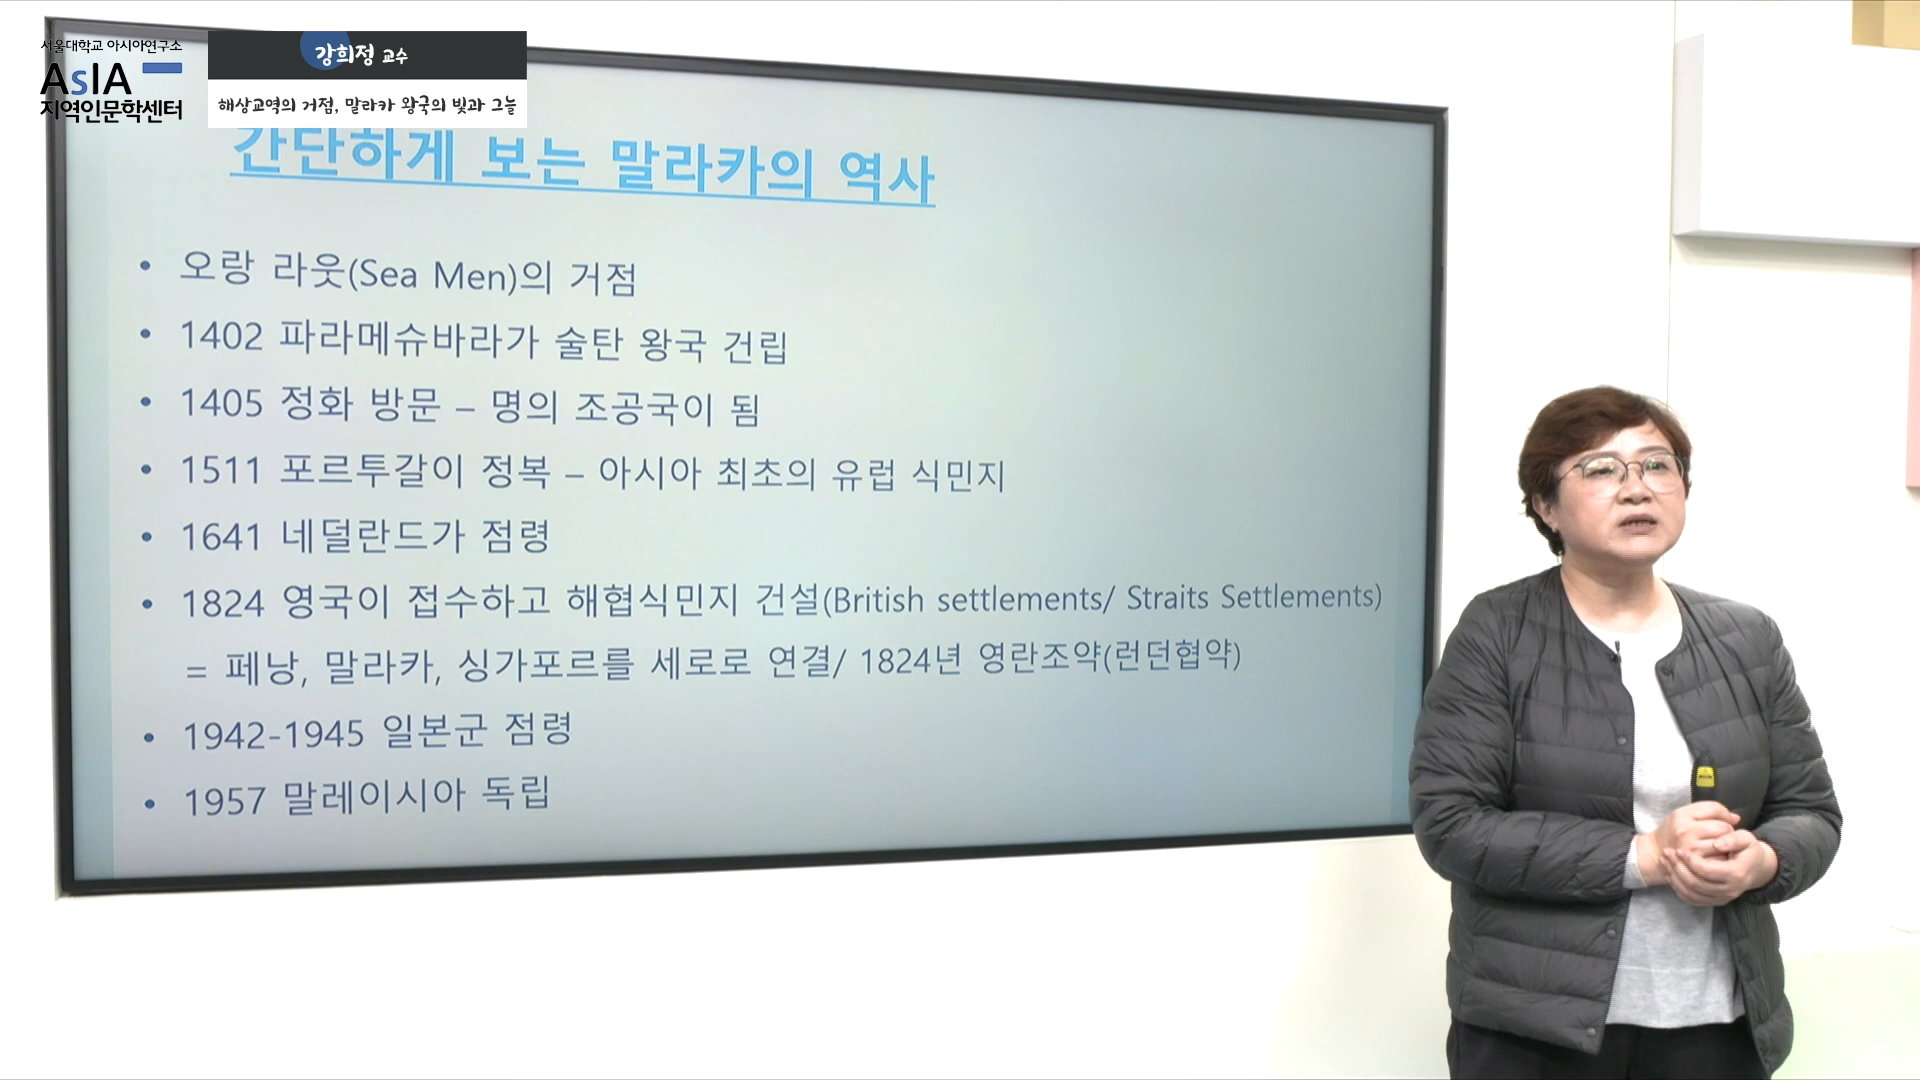 서울대학교 아시아연구소
AsIA
지역인문학센터
강희정 교수
해상교역의 거점, 말라카 왕국의 빛과 그늘
간단하게 보는 말라카의 역사
• 오랑 라웃(Sea Men)의 거점
• 1402 파라메슈바라가 술탄 왕국 건립
• 1405 정화 방문 – 명의 조공국이 됨
• 1511 포르투갈이 정복 – 아시아 최초의 유럽 식민지
• 1641 네덜란드가 점령
• 1824 영국이 접수하고 해협식민지 건설(British settlements/ Straits Settlements)
= 페낭, 말라카, 싱가포르를 세로로 연결/ 1824년 영란조약(런던협약)
• 1942-1945 일본군 점령
• 1957 말레이시아 독립